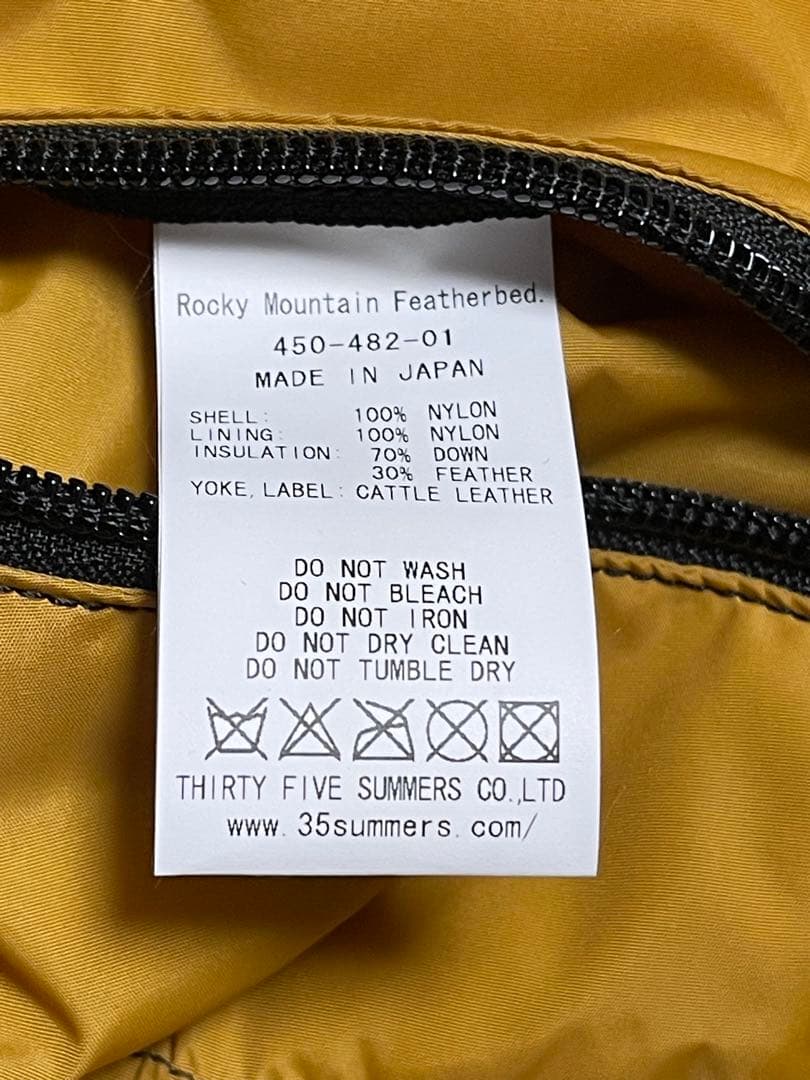 Rocky Mountain Featherbed.
450-482-01
MADE IN JAPAN
SHELL: 100% NYLON
LINING: 100% NYLON
INSULATION: 70% DOWN
30% FEATHER
YOKE, LABEL: CATTLE LEATHER
DO NOT WASH
DO NOT BLEACH
DO NOT IRON
DO NOT DRY CLEAN
DO NOT TUMBLE DRY
THIRTY FIVE SUMMERS CO.,LTD
www.35summers.com/